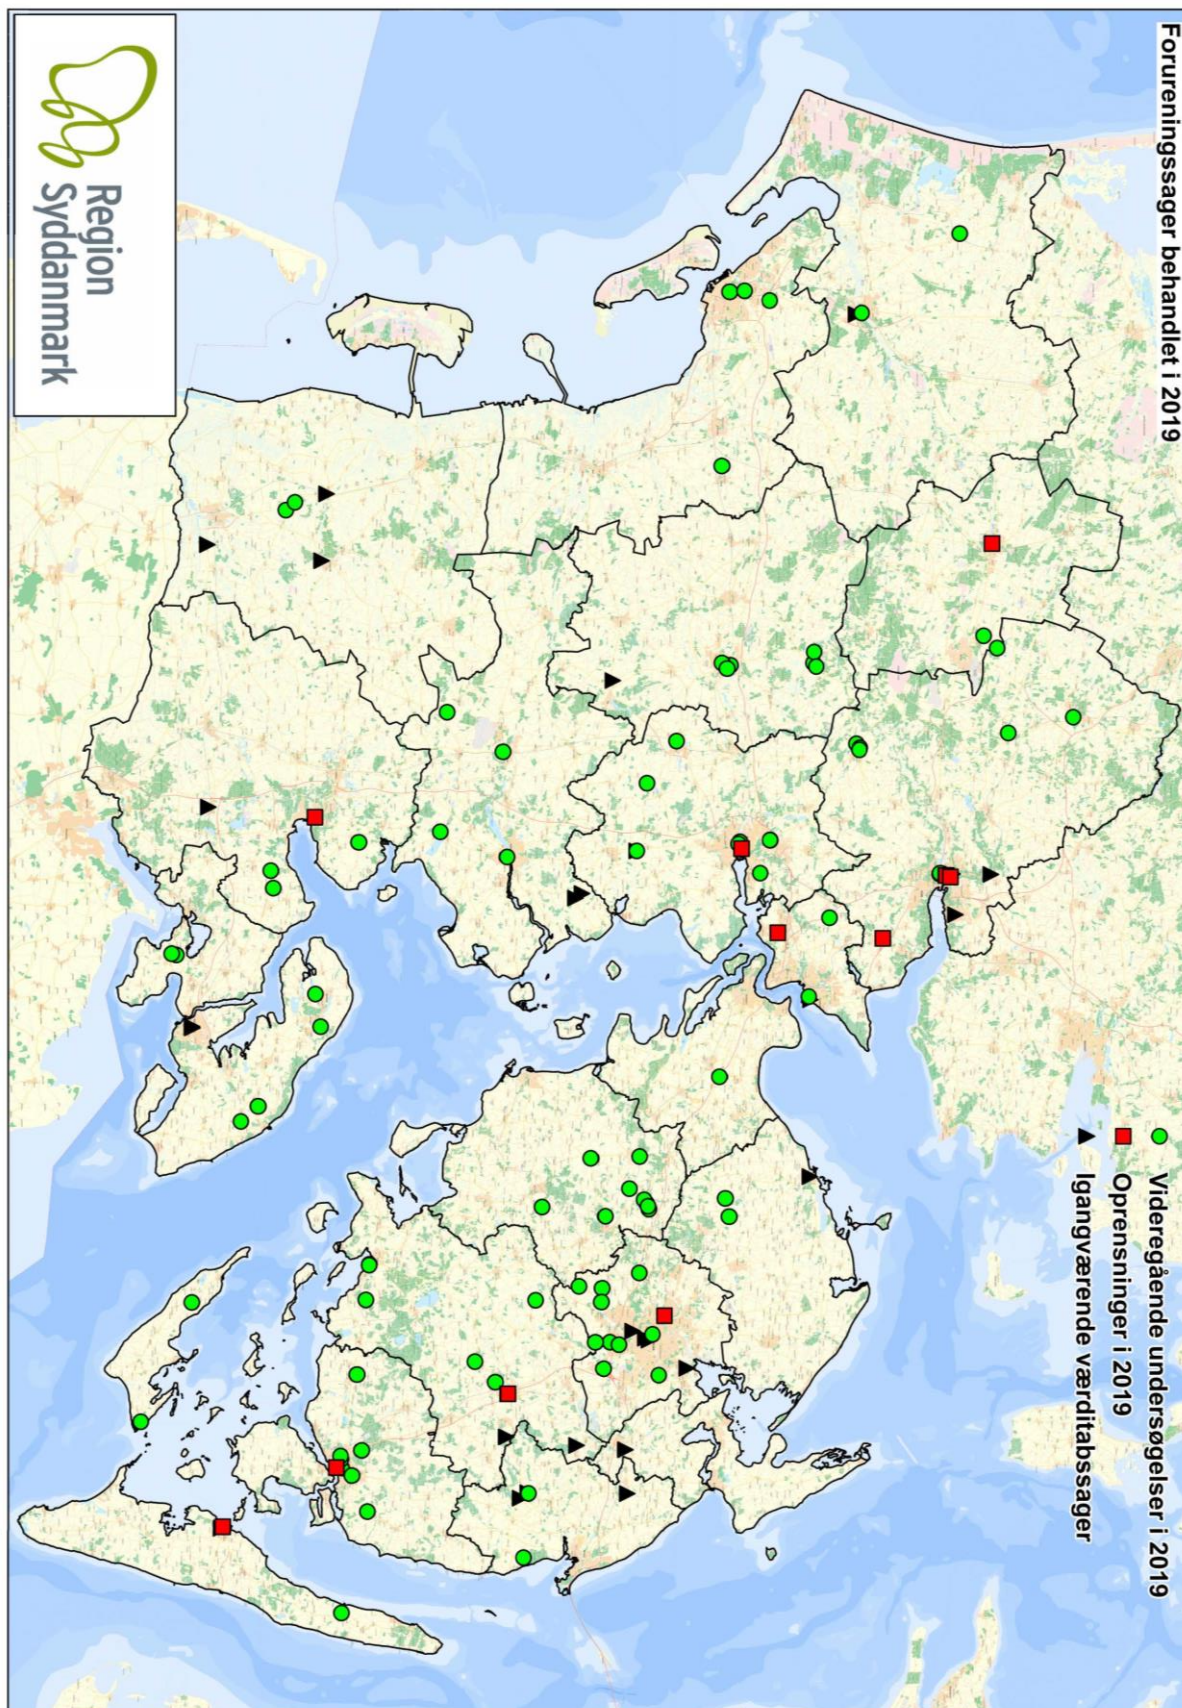 Forureningssager behandlet i 2019
Videregående undersøgelser i 2019
Oprensninger i 2019
Igangværende værditabssager
Region
Syddanmark